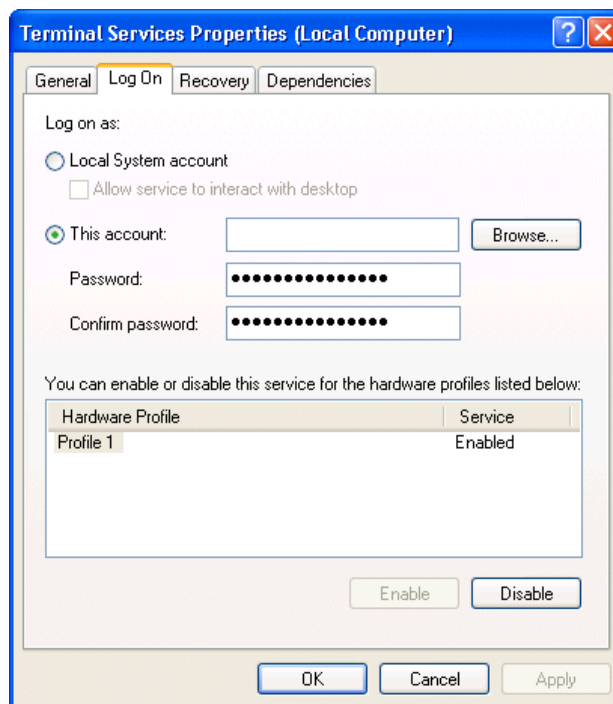 Terminal Services Properties (Local Computer)
General Log On Recovery Dependencies
Log on as:
Local System account
Allow service to interact with desktop
This account: Browse...
Password: ●●●●●●●●●●●●●●●
Confirm password: ●●●●●●●●●●●●●●●
You can enable or disable this service for the hardware profiles listed below:
Hardware Profile Service
Profile 1 Enabled
Enable Disable
OK Cancel Apply